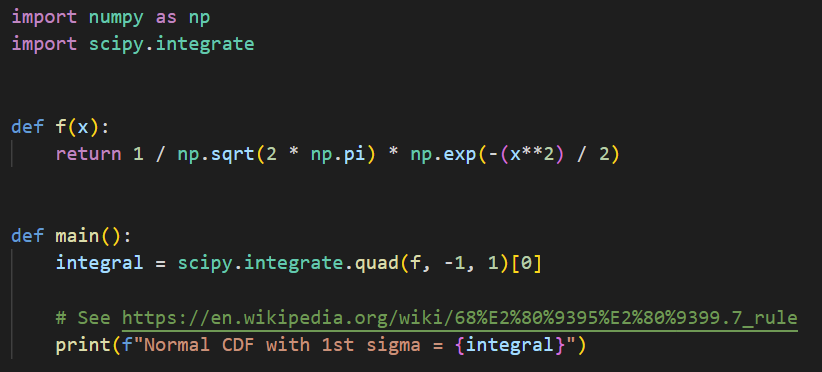 import numpy as np
import scipy.integrate
def f(x):
    return 1 / np.sqrt(2 * np.pi) * np.exp(-(x**2) / 2)
def main():
    integral = scipy.integrate.quad(f, -1, 1)[0]
    # See https://en.wikipedia.org/wiki/68%E2%80%9395%E2%80%9399.7_rule
    print(f"Normal CDF with 1st sigma = {integral}")